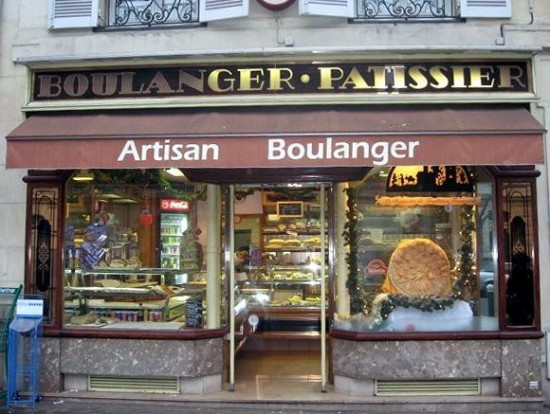 BOULANGER · PATISSIER
Artisan Boulanger
Coca-Cola